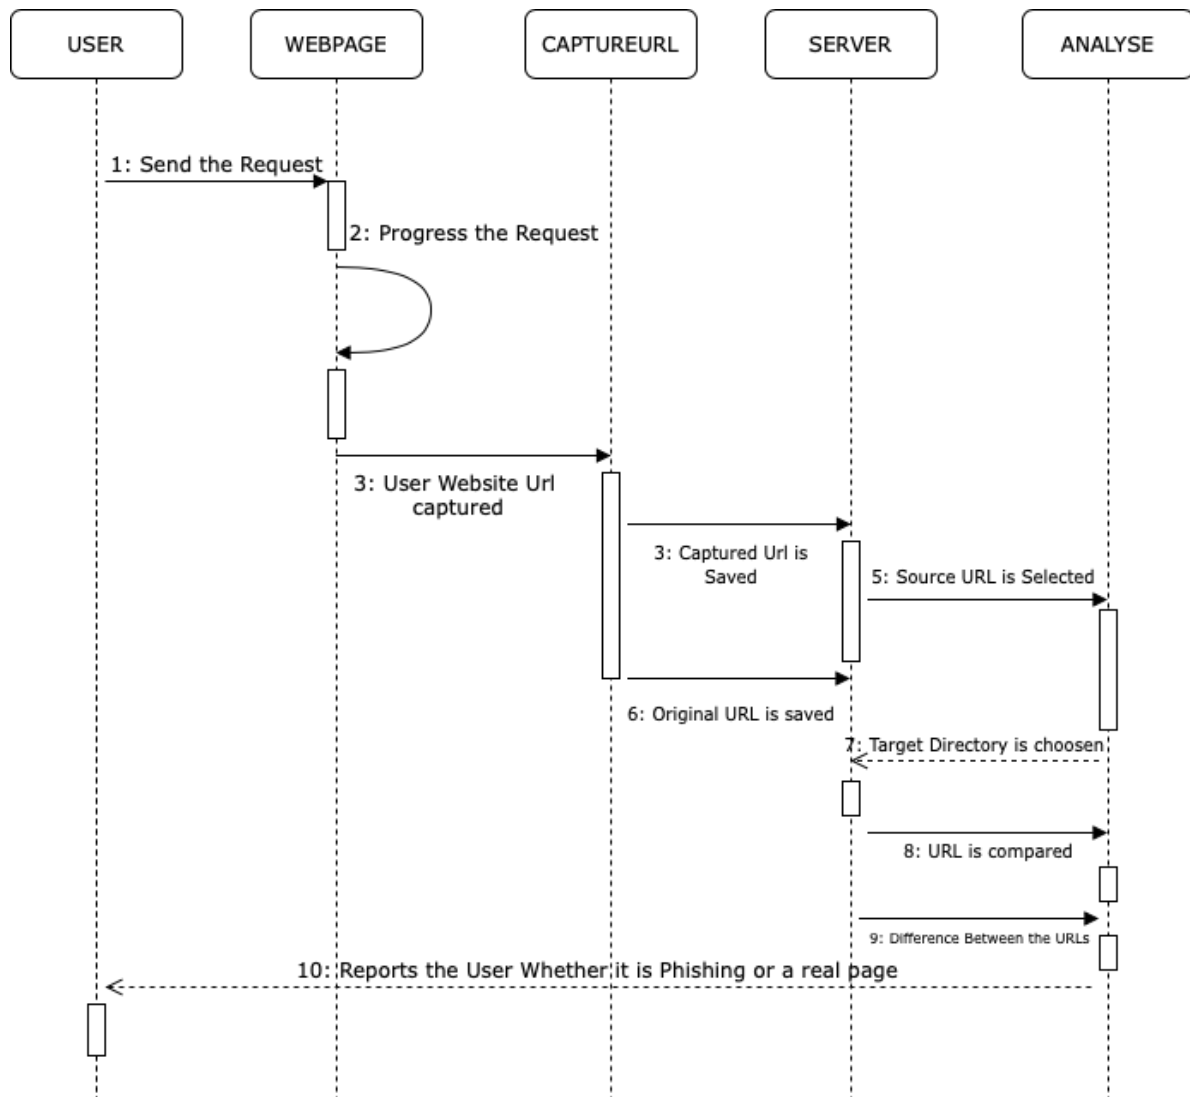 USER
WEBPAGE
CAPTUREURL
SERVER
ANALYSE
1: Send the Request
2: Progress the Request
3: User Website Url
captured
3: Captured Url is
Saved
5: Source URL is Selected
6: Original URL is saved
7: Target Directory is choosen
8: URL is compared
9: Difference Between the URLs
10: Reports the User Whether it is Phishing or a real page